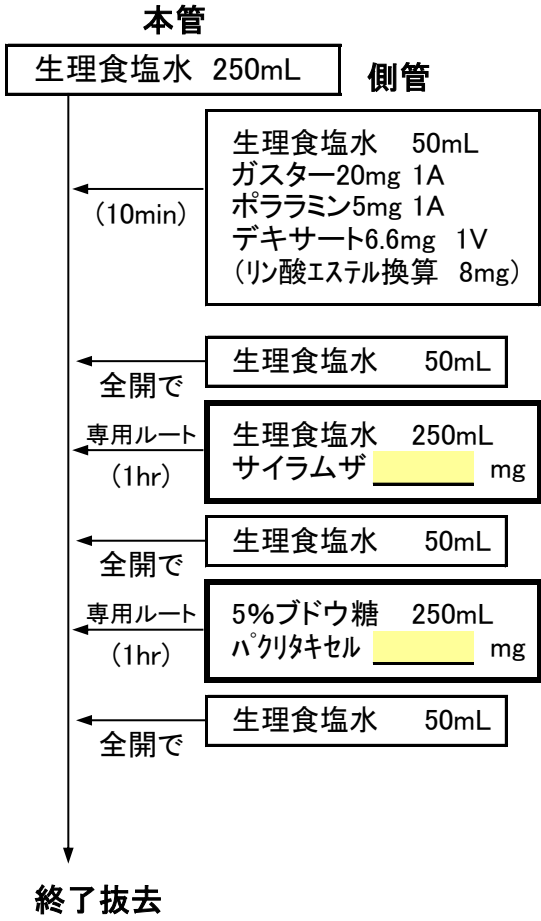 本管
生理食塩水 250mL
側管
生理食塩水 50mL
ガスター20mg 1A
ポララミン5mg 1A
デキサート6.6mg 1V
(リン酸エステル換算 8mg)
(10min)
生理食塩水 50mL
全開で
専用ルート
(1hr)
生理食塩水 250mL
サイラムザ mg
生理食塩水 50mL
全開で
専用ルート
(1hr)
5%ブドウ糖 250mL
パクリタキセル mg
生理食塩水 50mL
全開で
終了抜去